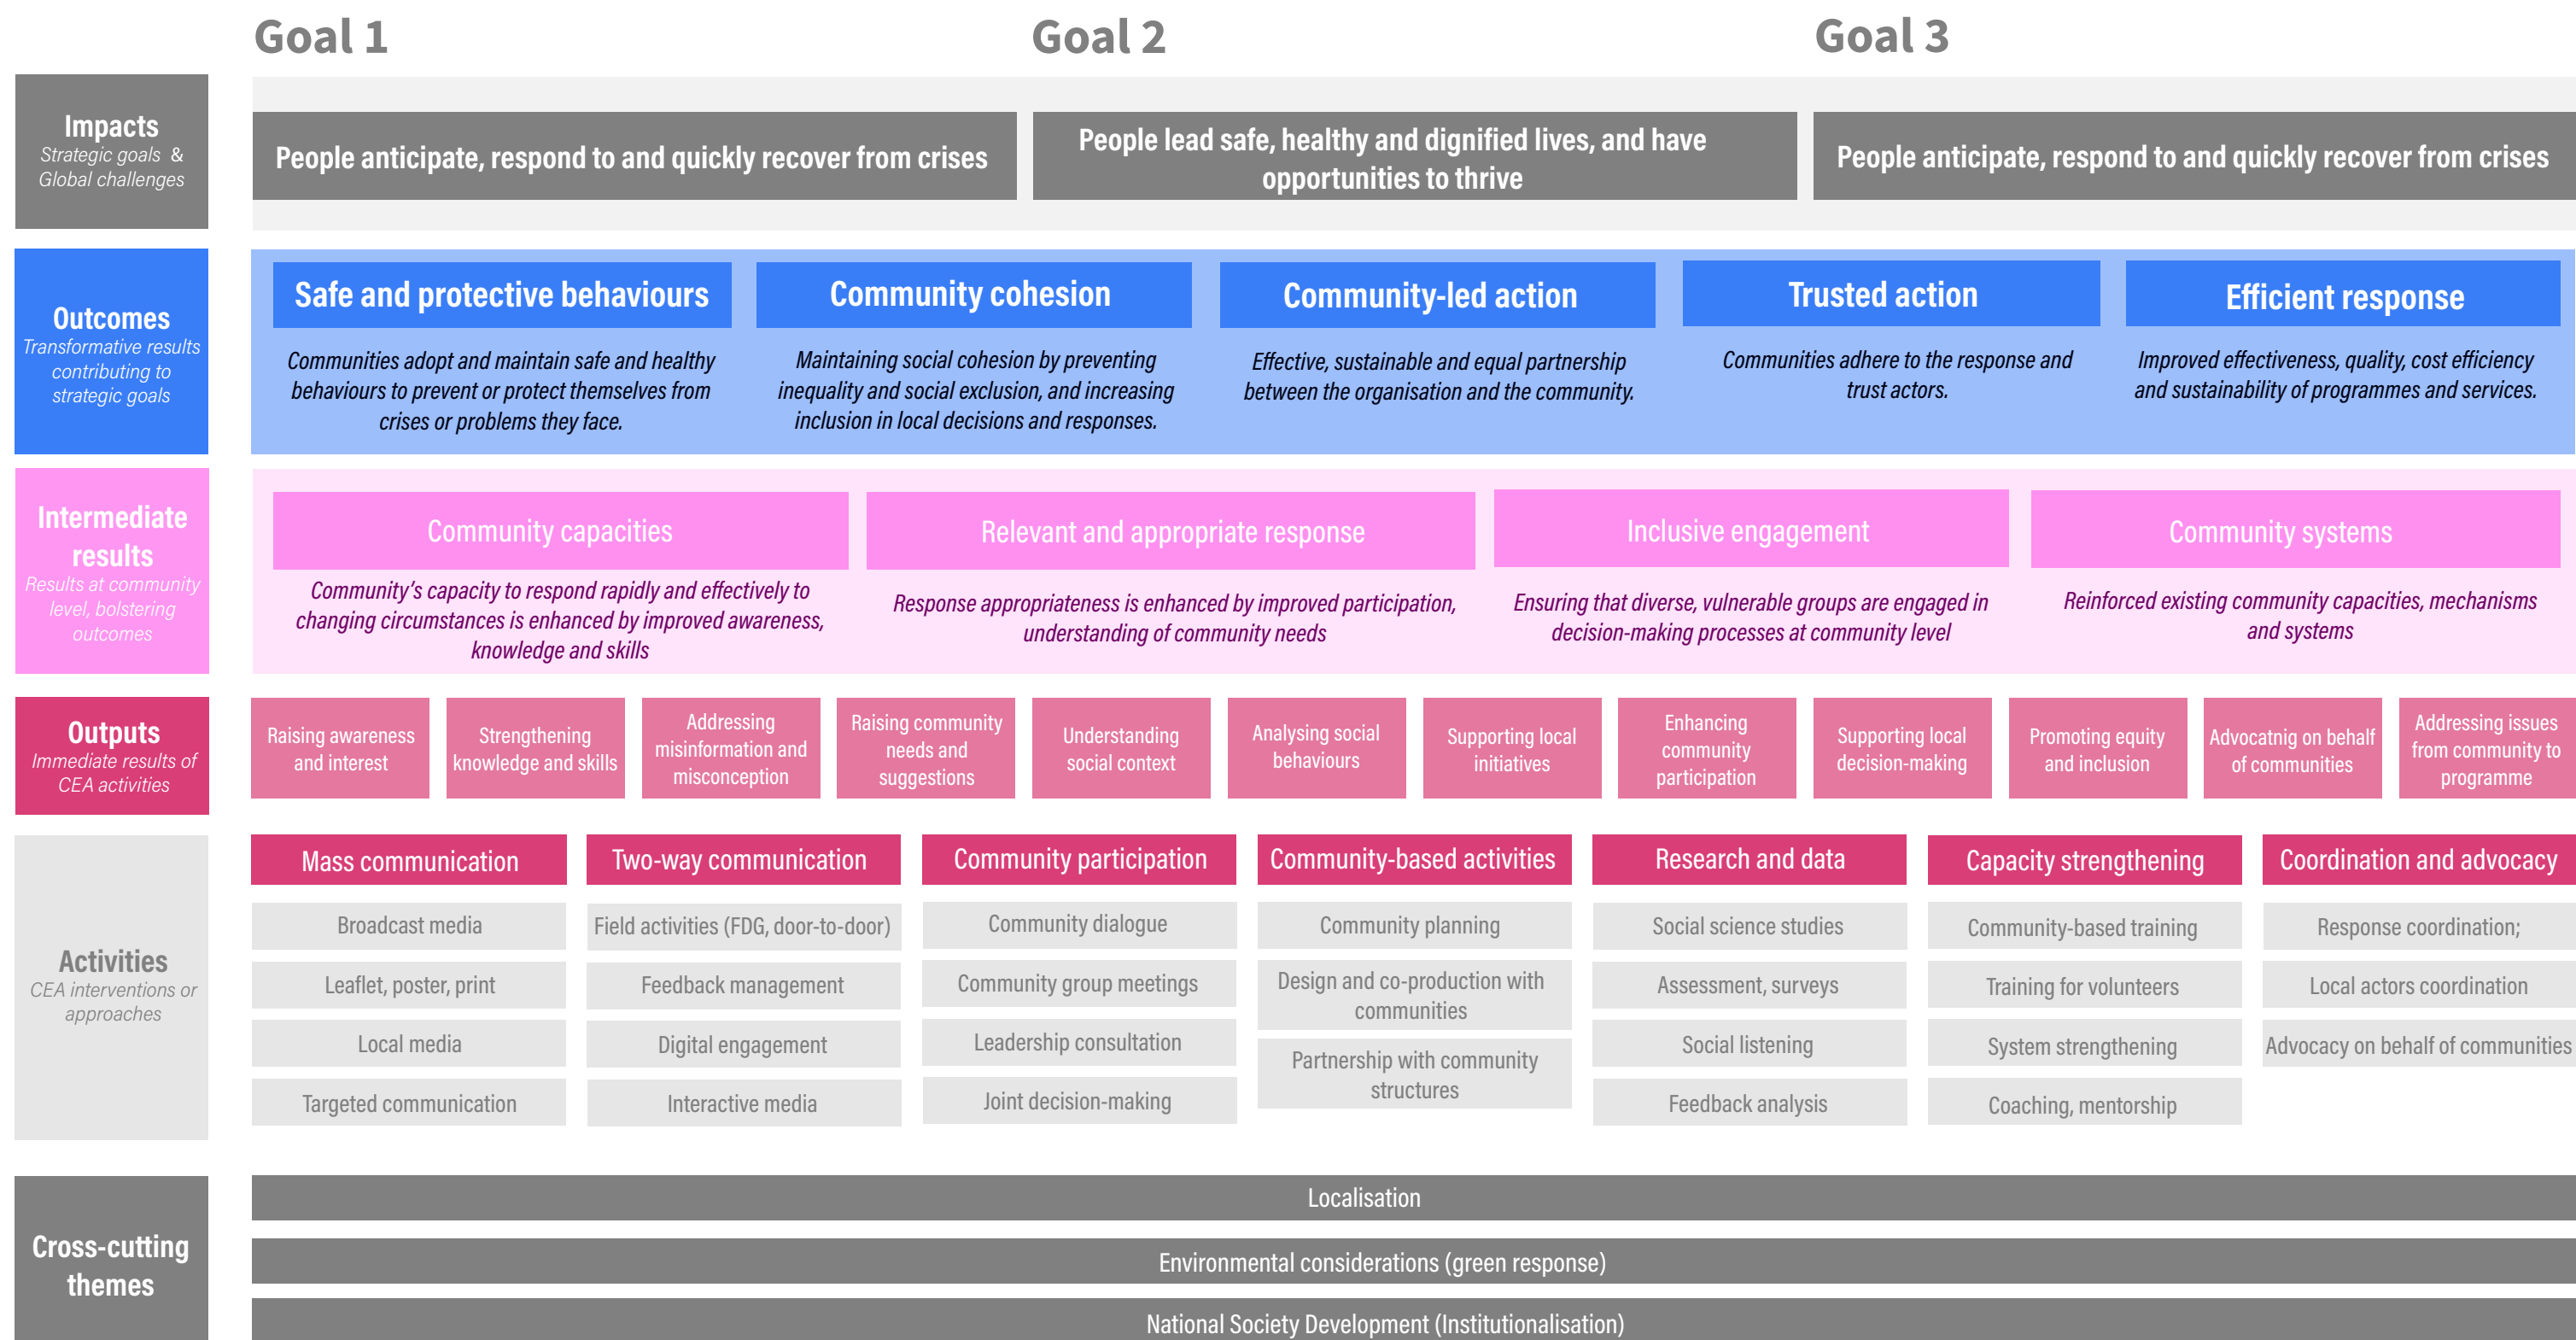 Goal 1
Goal 2
Goal 3
Impacts
Strategic goals &
Global challenges
People anticipate, respond to and quickly recover from crises
People lead safe, healthy and dignified lives, and have
opportunities to thrive
People anticipate, respond to and quickly recover from crises
Outcomes
Transformative results
contributing to
strategic goals
Safe and protective behaviours
Communities adopt and maintain safe and healthy
behaviours to prevent or protect themselves from
crises or problems they face.
Community cohesion
Maintaining social cohesion by preventing
inequality and social exclusion, and increasing
inclusion in local decisions and responses.
Community-led action
Effective, sustainable and equal partnership
between the organisation and the community.
Trusted action
Communities adhere to the response and
trust actors.
Efficient response
Improved effectiveness, quality, cost efficiency
and sustainability of programmes and services.
Intermediate
results
Results at community
level, bolstering
outcomes
Community capacities
Community's capacity to respond rapidly and effectively to
changing circumstances is enhanced by improved awareness,
knowledge and skills
Relevant and appropriate response
Response appropriateness is enhanced by improved participation,
understanding of community needs
Inclusive engagement
Ensuring that diverse, vulnerable groups are engaged in
decision-making processes at community level
Community systems
Reinforced existing community capacities, mechanisms
and systems
Outputs
Immediate results of
CEA activities
Raising awareness
and interest
Strengthening
knowledge and skills
Addressing
misinformation and
misconception
Raising community
needs and
suggestions
Understanding
social context
Analysing social
behaviours
Supporting local
initiatives
Enhancing
community
participation
Supporting local
decision-making
Promoting equity
and inclusion
Advocatnig on behalf
of communities
Addressing issues
from community to
programme
Activities
CEA interventions or
approaches
Mass communication
Broadcast media
Leaflet, poster, print
Local media
Targeted communication
Two-way communication
Field activities (FDG, door-to-door)
Feedback management
Digital engagement
Interactive media
Community participation
Community dialogue
Community group meetings
Leadership consultation
Joint decision-making
Community-based activities
Community planning
Design and co-production with
communities
Partnership with community
structures
Research and data
Social science studies
Assessment, surveys
Social listening
Feedback analysis
Capacity strengthening
Community-based training
Training for volunteers
System strengthening
Coaching, mentorship
Coordination and advocacy
Response coordination;
Local actors coordination
Advocacy on behalf of communities
Cross-cutting
themes
Localisation
Environmental considerations (green response)
National Society Development (Institutionalisation)